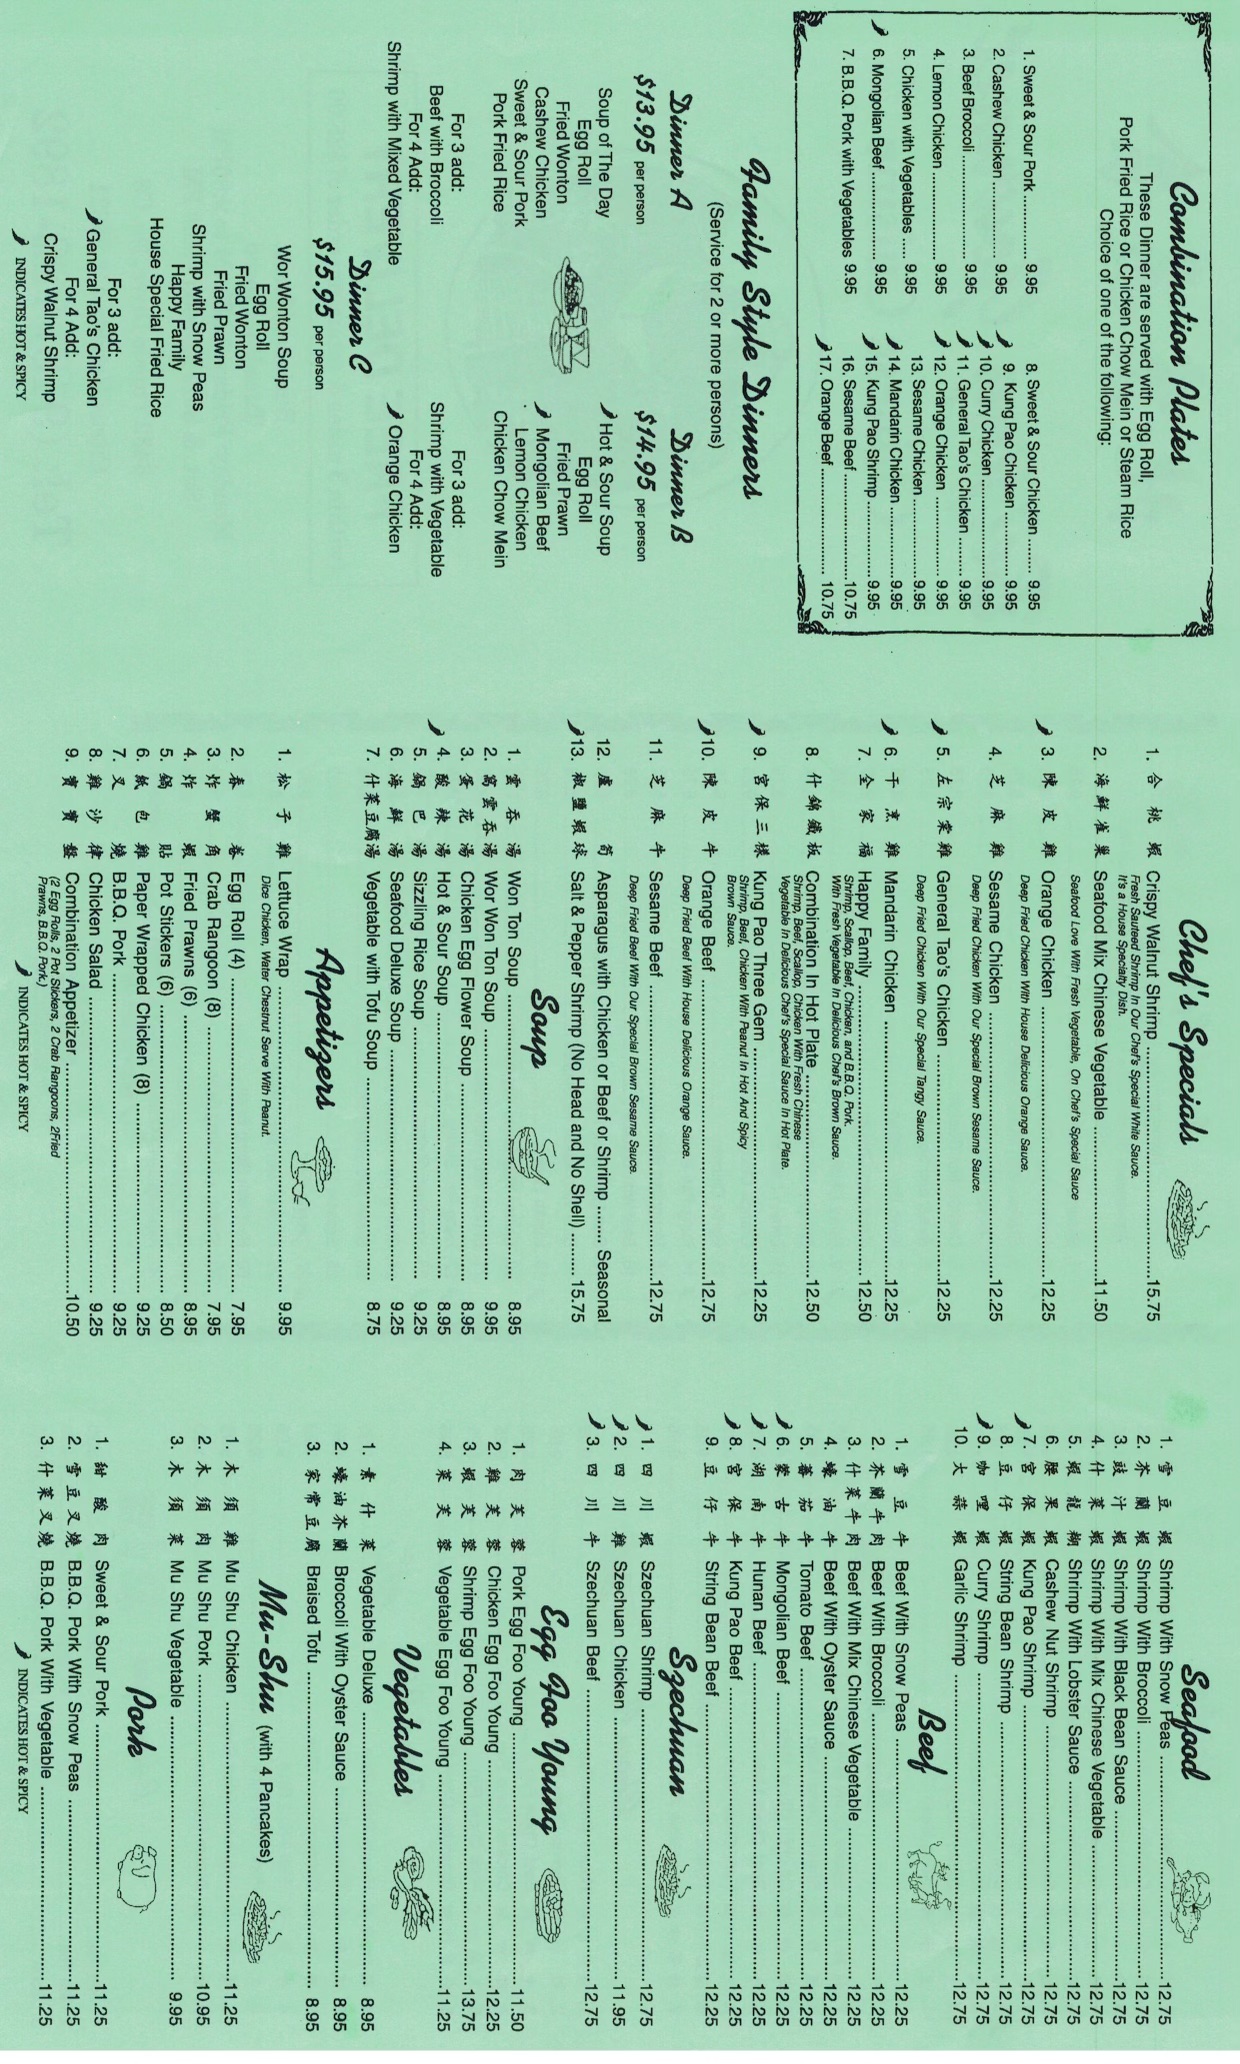 Combination Plates
These Dinner are served with Egg Roll,
Pork Fried Rice or Chicken Chow Mein or Steam Rice
Choice of one of the following:
1. Sweet & Sour Pork ............... 9.95
2. Cashew Chicken ................... 9.95
3. Beef Broccoli ......................... 9.95
4. Lemon Chicken ..................... 9.95
5. Chicken with Vegetables ..... 9.95
6. Mongolian Beef ...................... 9.95
7. B.B.Q. Pork with Vegetables 9.95
8. Sweet & Sour Chicken ........ 9.95
9. Kung Pao Chicken ............... 9.95
10. Curry Chicken ........................ 9.95
11. General Tao's Chicken ......... 9.95
12. Orange Chicken ................... 9.95
13. Sesame Chicken ................... 9.95
14. Mandarin Chicken ................. 9.95
15. Kung Pao Shrimp .................. 9.95
16. Sesame Beef ......................... 10.75
17. Orange Beef .......................... 10.75
Family Style Dinners
(Service for 2 or more persons)
Dinner A
$13.95 per person
Soup of The Day
Egg Roll
Fried Wonton
Cashew Chicken
Sweet & Sour Pork
Pork Fried Rice
For 3 add:
Beef with Broccoli
For 4 Add:
Shrimp with Mixed Vegetable
Dinner B
$14.95 per person
Hot & Sour Soup
Egg Roll
Fried Prawn
Mongolian Beef
Lemon Chicken
Chicken Chow Mein
For 3 add:
Shrimp with Vegetable
For 4 Add:
Orange Chicken
Dinner C
$15.95 per person
Wor Wonton Soup
Egg Roll
Fried Wonton
Fried Prawn
Shrimp with Snow Peas
Happy Family
House Special Fried Rice
For 3 add:
General Tao's Chicken
For 4 Add:
Crispy Walnut Shrimp
INDICATES HOT & SPICY
Chef's Specials
1. 合桃蝦 Crispy Walnut Shrimp ........ 15.75
Fresh Sauteed Shrimp In Our Chef's Special White Sauce.
It's a House Specialty Dish.
2. 海鮮雀巢 Seafood Mix Chinese Vegetable ........ 11.50
Seafood Love With Fresh Vegetable, On Chef's Special Sauce
3. 陳皮雞 Orange Chicken ........ 12.25
Deep Fried Chicken With House Delicious Orange Sauce.
4. 芝麻雞 Sesame Chicken ........ 12.25
Deep Fried Chicken With Our Special Brown Sesame Sauce.
5. 左宗棠雞 General Tao's Chicken ........ 12.25
Deep Fried Chicken With Our Special Tangy Sauce.
6. 干烹雞 Mandarin Chicken ........ 12.25
7. 全家福 Happy Family ........ 12.50
Shrimp, Scallop, Beef, Chicken, and B.B.Q. Pork.
With Fresh Vegetable In Delicious Chef's Brown Sauce.
8. 什錦鐵板 Combination In Hot Plate ........ 12.50
Shrimp, Beef, Scallop, Chicken With Fresh Chinese
Vegetable In Delicious Chef's Special Sauce In Hot Plate.
9. 宮保三樣 Kung Pao Three Gem ........ 12.25
Shrimp, Beef, Chicken With Peanut In Hot And Spicy
Brown Sauce.
10. 陳皮牛 Orange Beef ........ 12.75
Deep Fried Beef With House Delicious Orange Sauce.
11. 芝麻牛 Sesame Beef ........ 12.75
Deep Fried Beef With Our Special Brown Sesame Sauce.
12. 盧筍 Asparagus with Chicken or Beef or Shrimp ........ Seasonal
13. 椒鹽蝦球 Salt & Pepper Shrimp (No Head and No Shell) ......... 15.75
Soup
1. 雲吞湯 Won Ton Soup ........ 8.95
2. 窩雲吞湯 Wor Won Ton Soup ........ 9.95
3. 蛋花湯 Chicken Egg Flower Soup ........ 8.95
4. 酸辣湯 Hot & Sour Soup ........ 8.95
5. 鍋巴湯 Sizzling Rice Soup ........ 9.25
6. 海鮮湯 Seafood Deluxe Soup ........ 9.25
7. 什菜豆腐湯 Vegetable with Tofu Soup ........ 8.75
Appetizers
1. 松子雞 Lettuce Wrap ........ 9.95
Dice Chicken, Water Chestnut Serve With Peanut.
2. 春卷 Egg Roll (4) ........ 7.95
3. 炸蟹角 Crab Rangoon (8) ........ 7.95
4. 炸蝦 Fried Prawns (6) ........ 8.95
5. 鍋貼 Pot Stickers (6) ........ 8.50
6. 紙包雞 Paper Wrapped Chicken (8) ........ 9.25
7. 叉燒 B.B.Q. Pork ........ 9.25
8. 雞沙律 Chicken Salad ........ 9.25
9. 寶寶盤 Combination Appetizer ........ 10.50
(2 Egg Rolls, 2 Pot Stickers, 2 Crab Rangoons, 2Fried
Prawns, B.B.Q. Pork.)
INDICATES HOT & SPICY
Seafood
1. 雪豆蝦 Shrimp With Snow Peas ........ 12.75
2. 芥蘭蝦 Shrimp With Broccoli ........ 12.75
3. 豉汁蝦 Shrimp With Black Bean Sauce ........ 12.75
4. 什菜蝦 Shrimp With Mix Chinese Vegetable ........ 12.75
5. 蝦龍糊 Shrimp With Lobster Sauce ........ 12.75
6. 腰果蝦 Cashew Nut Shrimp ........ 12.75
7. 宮保蝦 Kung Pao Shrimp ........ 12.75
8. 豆仔蝦 String Bean Shrimp ........ 12.75
9. 咖哩蝦 Curry Shrimp ........ 12.75
10. 大蒜蝦 Garlic Shrimp ........ 12.75
Beef
1. 雪豆牛 Beef With Snow Peas ........ 12.25
2. 芥蘭牛肉 Beef With Broccoli ........ 12.25
3. 什菜牛肉 Beef With Mix Chinese Vegetable ........ 12.25
4. 蠔油牛 Beef With Oyster Sauce ........ 12.25
5. 蕃茄牛 Tomato Beef ........ 12.25
6. 蒙古牛 Mongolian Beef ........ 12.25
7. 湖南牛 Hunan Beef ........ 12.25
8. 宮保牛 Kung Pao Beef ........ 12.25
9. 豆仔牛 String Bean Beef ........ 12.25
Szechuan
1. 四川蝦 Szechuan Shrimp ........ 12.75
2. 四川雞 Szechuan Chicken ........ 11.95
3. 四川牛 Szechuan Beef ........ 12.75
Egg Foo Young
1. 肉芙蓉 Pork Egg Foo Young ........ 11.50
2. 雞芙蓉 Chicken Egg Foo Young ........ 12.25
3. 蝦芙蓉 Shrimp Egg Foo Young ........ 13.75
4. 菜芙蓉 Vegetable Egg Foo Young ........ 11.25
Vegetables
1. 素什菜 Vegetable Deluxe ........ 8.95
2. 蠔油芥蘭 Broccoli With Oyster Sauce ........ 8.95
3. 家常豆腐 Braised Tofu ........ 8.95
Mu-Shu (with 4 Pancakes)
1. 木須雞 Mu Shu Chicken ........ 11.25
2. 木須肉 Mu Shu Pork ........ 10.95
3. 木須菜 Mu Shu Vegetable ........ 9.95
Pork
1. 甜酸肉 Sweet & Sour Pork ........ 11.25
2. 雪豆叉燒 B.B.Q. Pork With Snow Peas ........ 11.25
3. 什菜叉燒 B.B.Q. Pork With Vegetable ........ 11.25
INDICATES HOT & SPICY